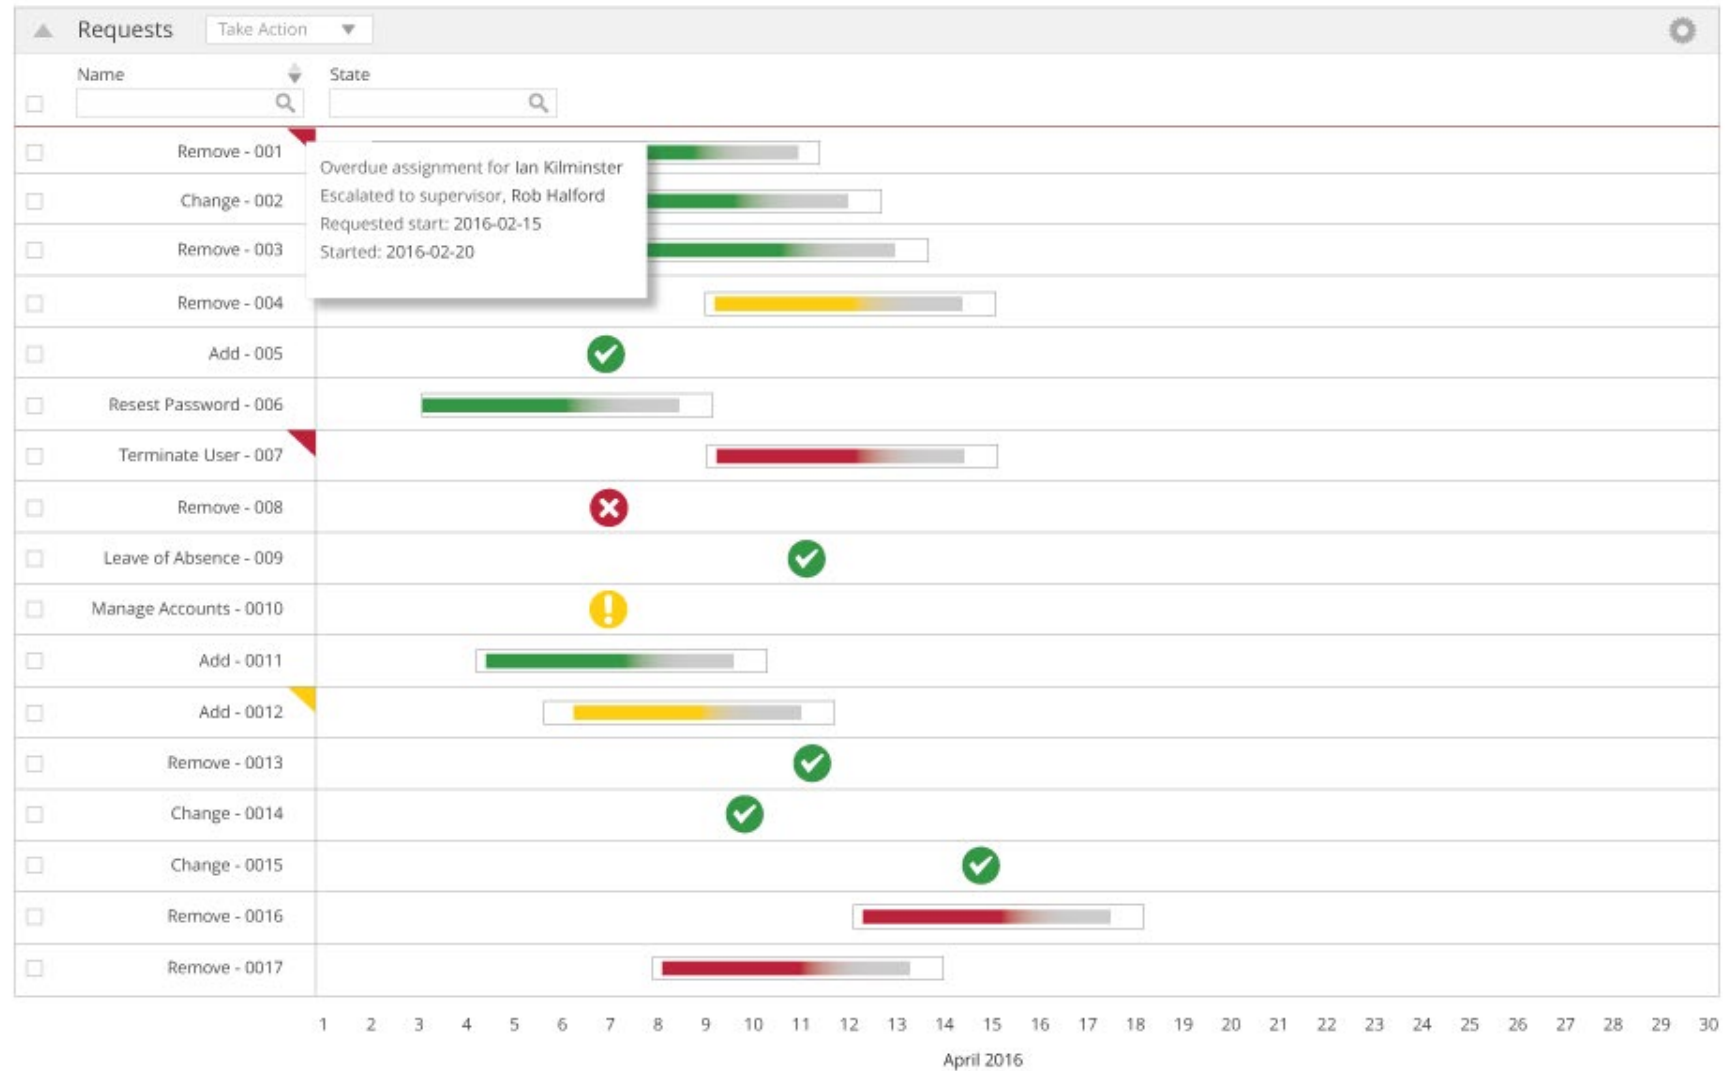 Requests Take Action
Name State
Remove - 001
Overdue assignment for Ian Kilminster
Escalated to supervisor, Rob Halford
Change - 002
Requested start: 2016-02-15
Remove - 003
Started: 2016-02-20
Remove - 004
Add - 005
Resest Password - 006
Terminate User - 007
Remove - 008
Leave of Absence - 009
Manage Accounts - 0010
Add - 0011
Add - 0012
Remove - 0013
Change - 0014
Change - 0015
Remove - 0016
Remove - 0017
1 2 3 4 5 6 7 8 9 10 11 12 13 14 15 16 17 18 19 20 21 22 23 24 25 26 27 28 29 30
April 2016